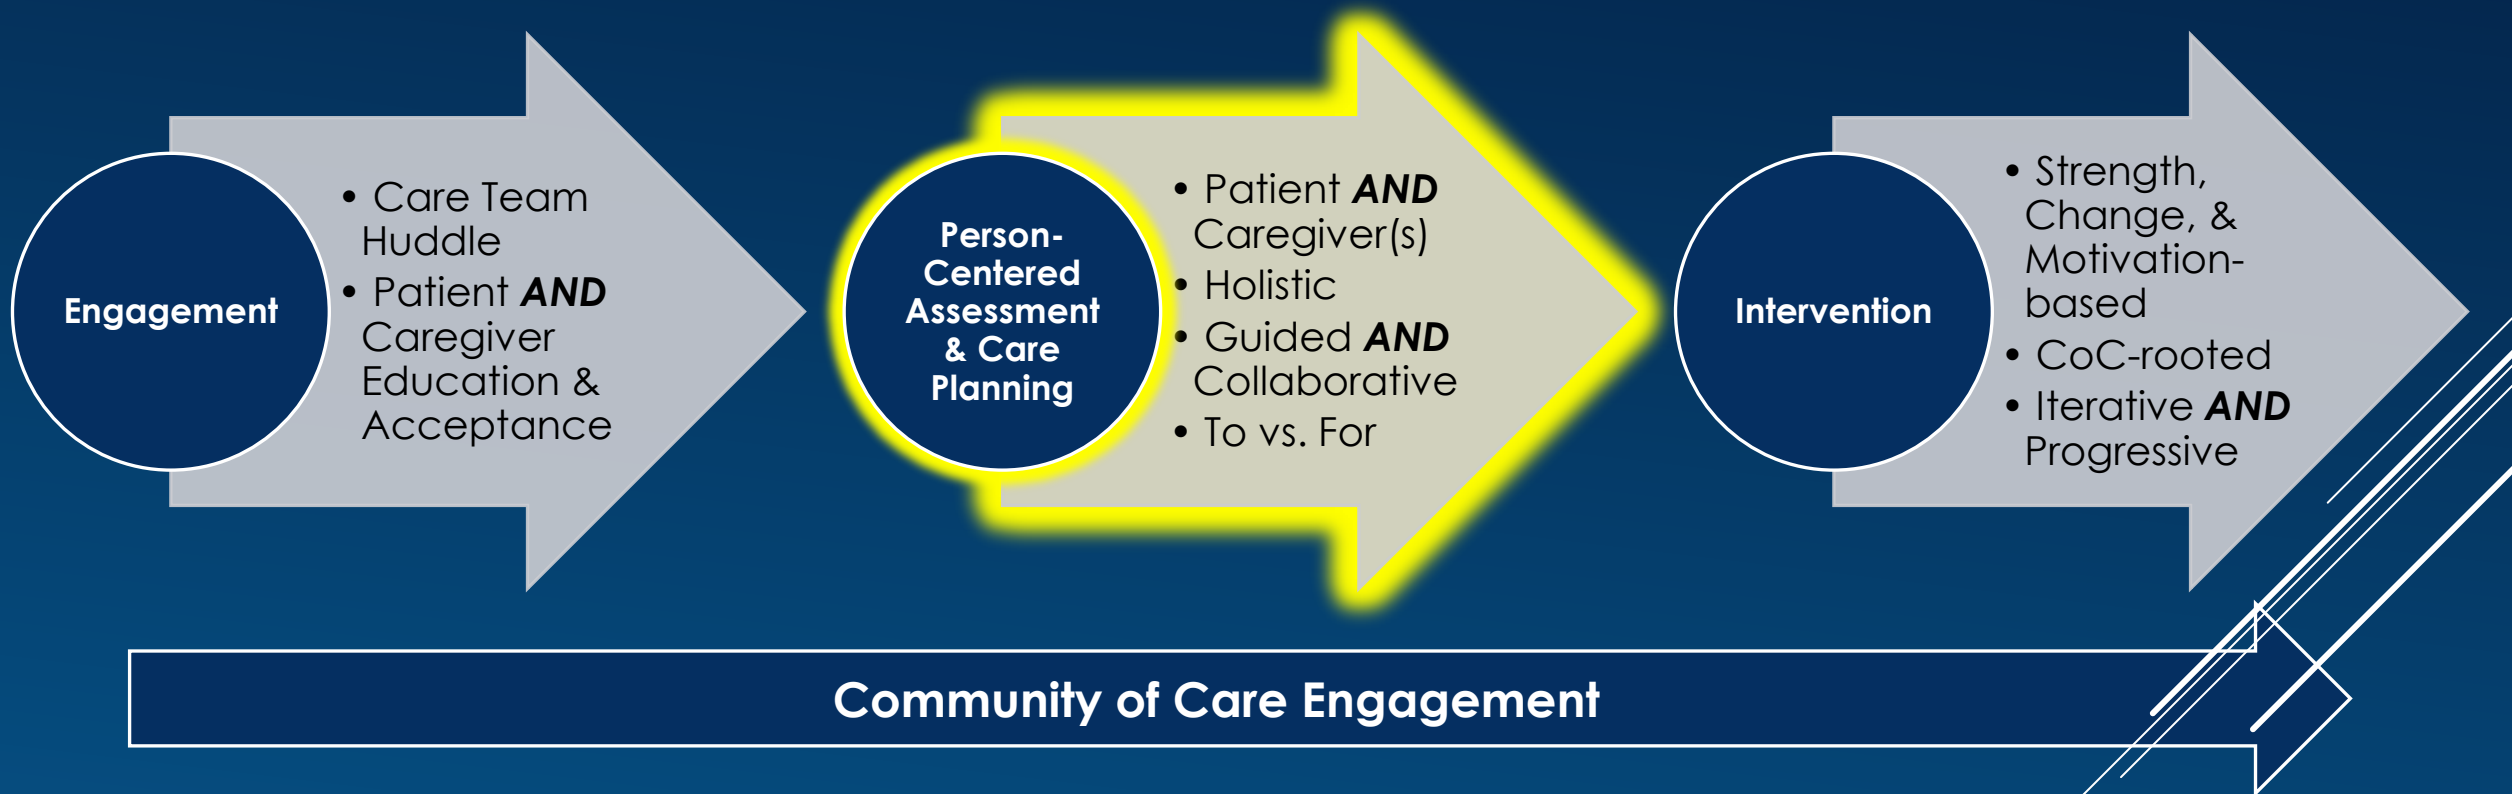 Engagement
• Care Team
Huddle
• Patient AND
Caregiver
Education &
Acceptance
Person-
Centered
Assessment
& Care
Planning
• Patient AND
Caregiver(s)
• Holistic
• Guided AND
Collaborative
• To vs. For
Intervention
• Strength,
Change, &
Motivation-
based
• CoC-rooted
• Iterative AND
Progressive
Community of Care Engagement